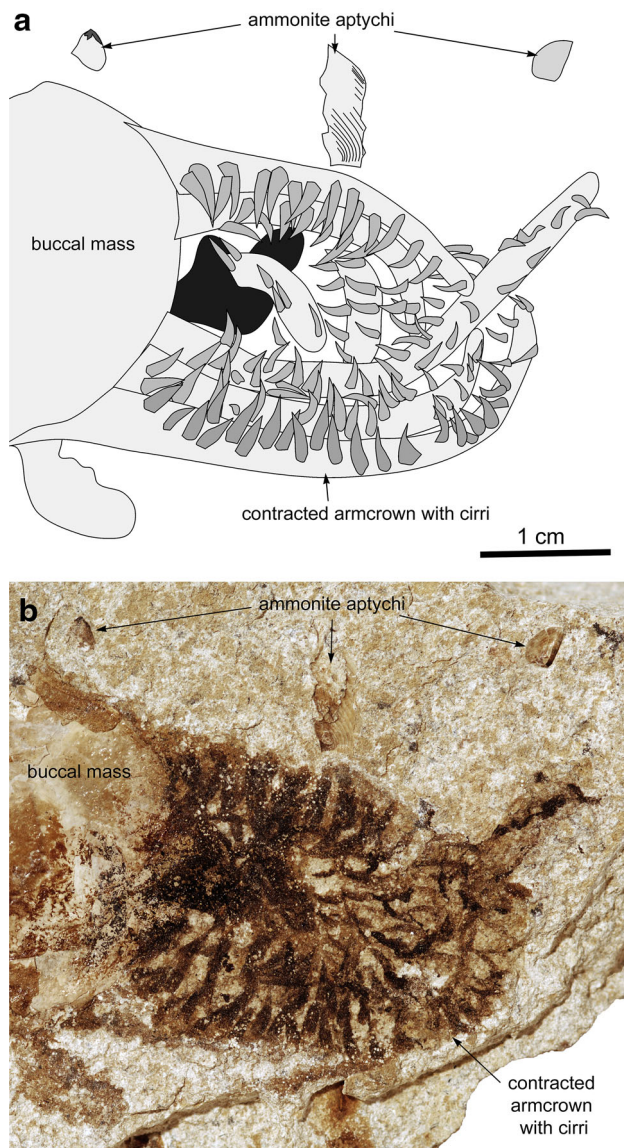 a
ammonite aptychi
buccal mass
contracted armcrown with cirri
1 cm
b
ammonite aptychi
buccal mass
contracted
armcrown
with cirri